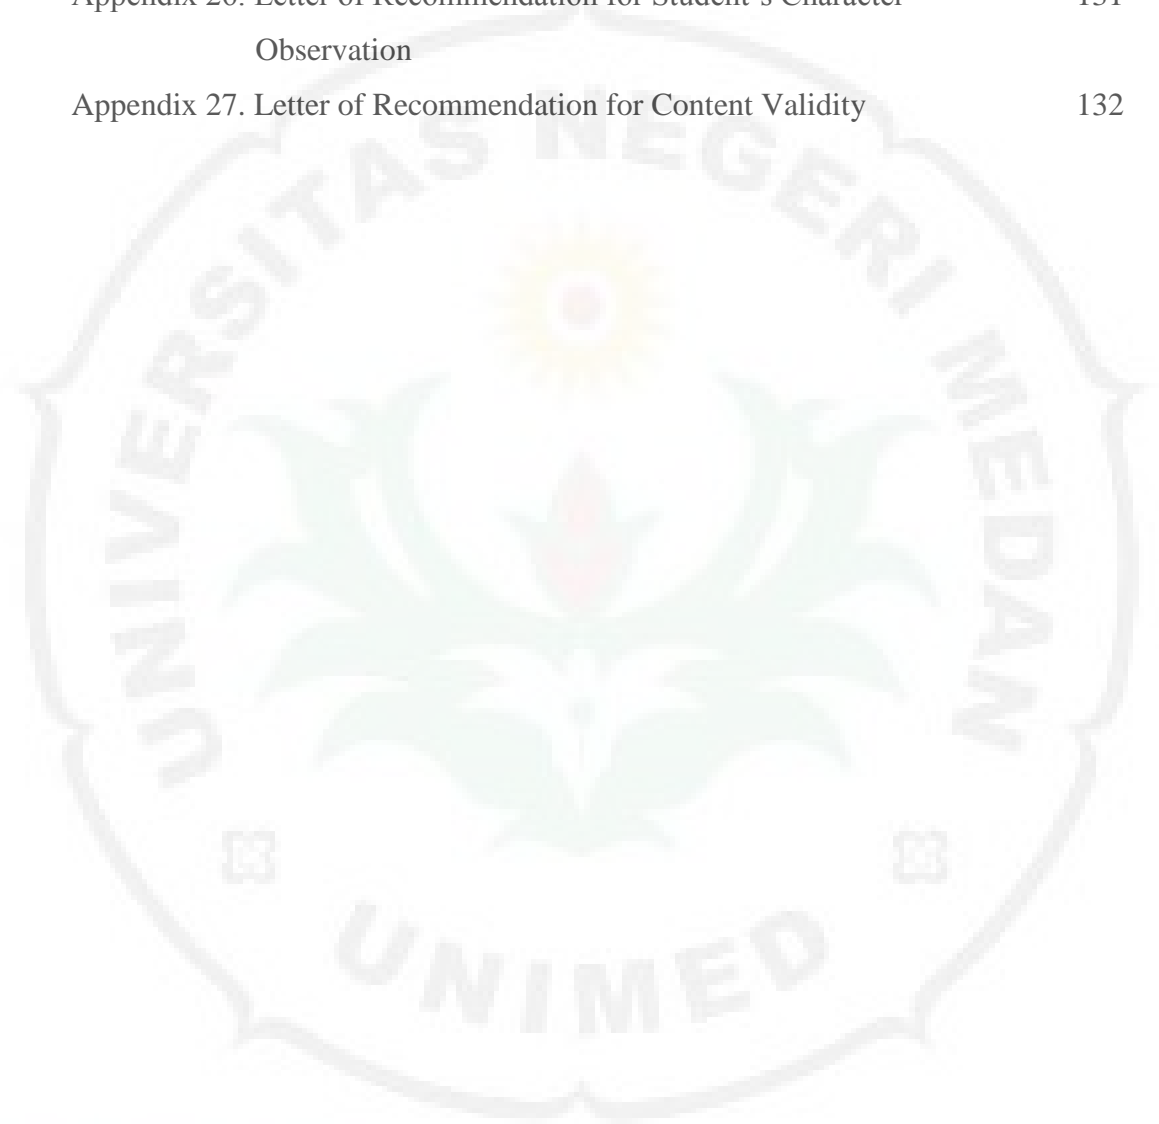 Appendix 26. Letter of Recommendation for Student's Character 131
Observation
Appendix 27. Letter of Recommendation for Content Validity 132
UNIVERSITAS NEGERI MEDAN
UNIMED